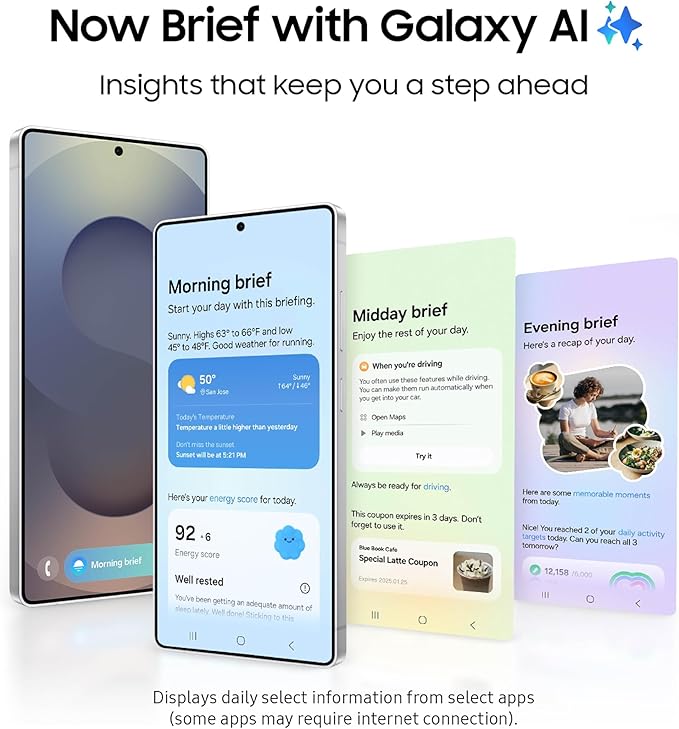 Now Brief with Galaxy AI
Insights that keep you a step ahead
Morning brief
Morning brief
Start your day with this briefing.
Sunny. Highs 63° to 66°F and low
45° to 48°F. Good weather for running.
50°
San Jose
Sunny
↑64°/↓46°
Today's Temperature
Temperature a little higher than yesterday
Don't miss the sunset
Sunset will be at 5:21 PM
Here's your energy score for today.
92 +6
Energy score
Well rested
You've been getting an adequate amount of
sleep lately. Well done! Sticking to this
Midday brief
Enjoy the rest of your day.
When you're driving
You often use these features while driving.
You can make them run automatically when
you get into your car.
Open Maps
Play media
Try it
Always be ready for driving.
This coupon expires in 3 days. Don't
forget to use it.
Blue Book Cafe
Special Latte Coupon
Expires 2025.01.25
Evening brief
Here's a recap of your day.
Here are some memorable moments
from today.
Nice! You reached 2 of your daily activity
targets today. Can you reach all 3
tomorrow?
12,158 /6,000
Displays daily select information from select apps
(some apps may require internet connection).